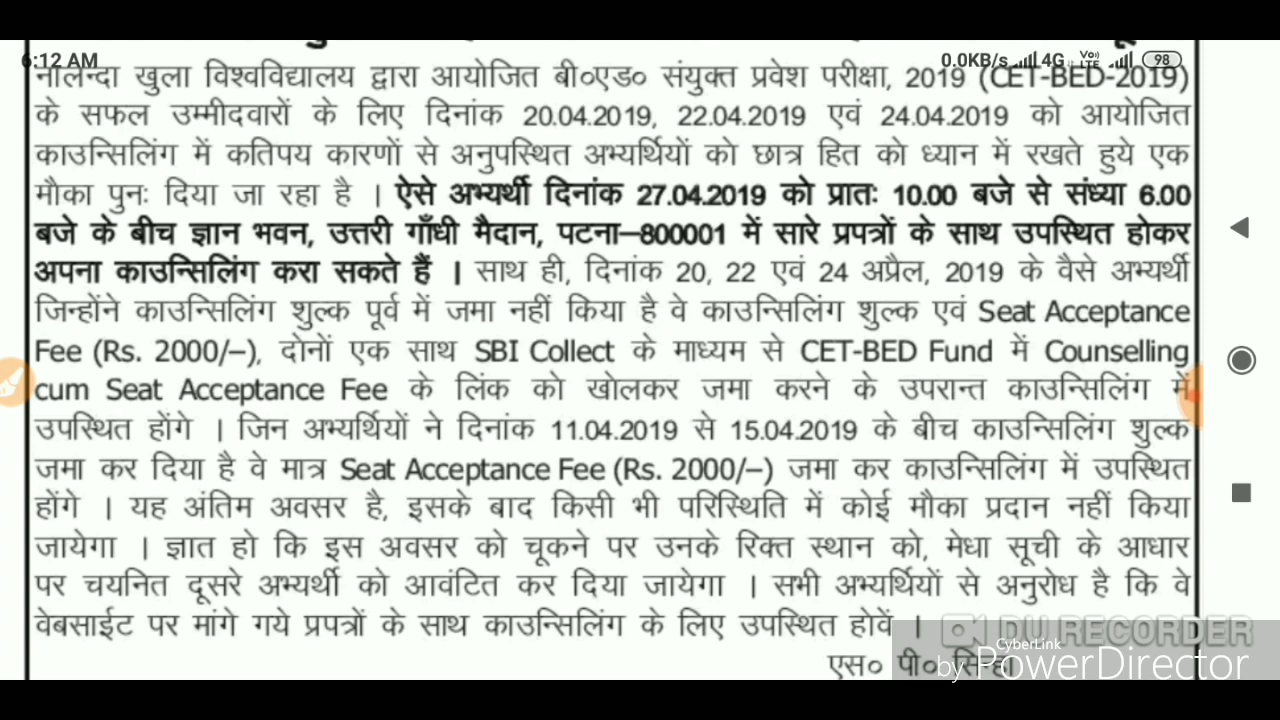 6:12 AM 0.0KB/s 4G Vo)) LTE 98
नालन्दा खुला विश्वविद्यालय द्वारा आयोजित बी०एड० संयुक्त प्रवेश परीक्षा, 2019 (CET-BED-2019)
के सफल उम्मीदवारों के लिए दिनांक 20.04.2019, 22.04.2019 एवं 24.04.2019 को आयोजित
काउन्सिलिंग में कतिपय कारणों से अनुपस्थित अभ्यर्थियों को छात्र हित को ध्यान में रखते हुये एक
मौका पुनः दिया जा रहा है । ऐसे अभ्यर्थी दिनांक 27.04.2019 को प्रातः 10.00 बजे से संध्या 6.00
बजे के बीच ज्ञान भवन, उत्तरी गाँधी मैदान, पटना–800001 में सारे प्रपत्रों के साथ उपस्थित होकर
अपना काउन्सिलिंग करा सकते हैं । साथ ही, दिनांक 20, 22 एवं 24 अप्रैल, 2019 के वैसे अभ्यर्थी
जिन्होंने काउन्सिलिंग शुल्क पूर्व में जमा नहीं किया है वे काउन्सिलिंग शुल्क एवं Seat Acceptance
Fee (Rs. 2000/–), दोनों एक साथ SBI Collect के माध्यम से CET-BED Fund में Counselling
cum Seat Acceptance Fee के लिंक को खोलकर जमा करने के उपरान्त काउन्सिलिंग में
उपस्थित होंगे । जिन अभ्यर्थियों ने दिनांक 11.04.2019 से 15.04.2019 के बीच काउन्सिलिंग शुल्क
जमा कर दिया है वे मात्र Seat Acceptance Fee (Rs. 2000/–) जमा कर काउन्सिलिंग में उपस्थित
होंगे । यह अंतिम अवसर है, इसके बाद किसी भी परिस्थिति में कोई मौका प्रदान नहीं किया
जायेगा । ज्ञात हो कि इस अवसर को चूकने पर उनके रिक्त स्थान को, मेधा सूची के आधार
पर चयनित दूसरे अभ्यर्थी को आवंटित कर दिया जायेगा । सभी अभ्यर्थियों से अनुरोध है कि वे
वेबसाईट पर मांगे गये प्रपत्रों के साथ काउन्सिलिंग के लिए उपस्थित होवें ।
DU RECORDER
एस० पी० सिन्हा
CyberLink
by PowerDirector